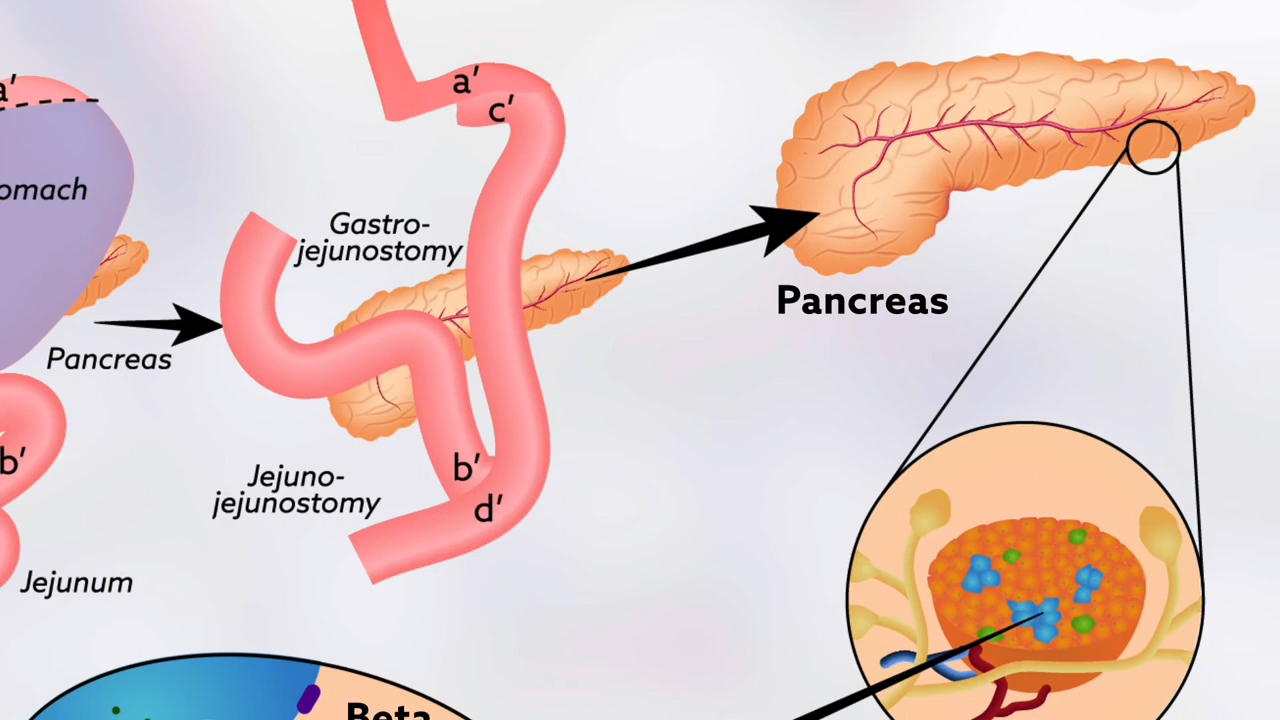 a′
a′
c′
omach
Gastro-
jejunostomy
Pancreas
Pancreas
b′
b′
Jejuno-
jejunostomy
d′
Jejunum
Beta